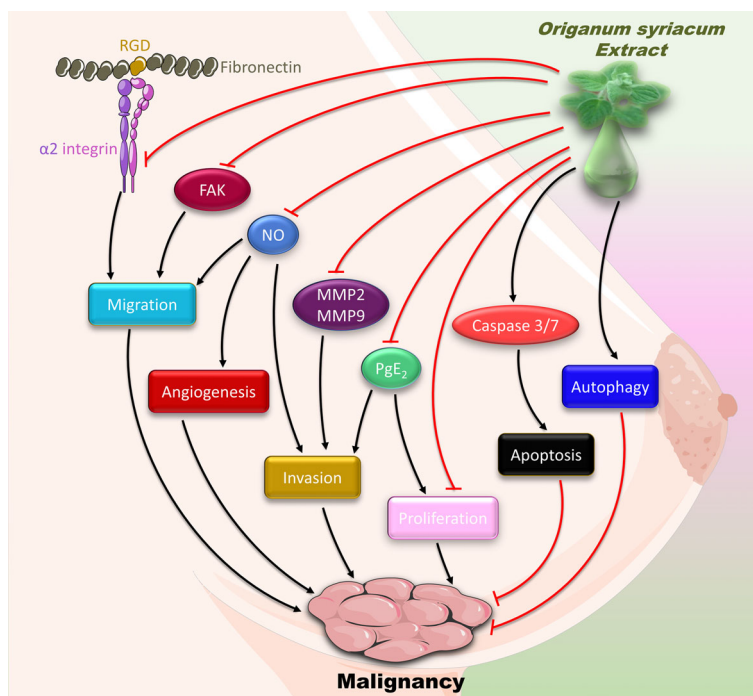 Origanum syriacum
Extract
RGD
Fibronectin
α2 integrin
FAK
NO
Migration
MMP2
MMP9
Caspase 3/7
PgE₂
Angiogenesis
Autophagy
Apoptosis
Invasion
Proliferation
Malignancy